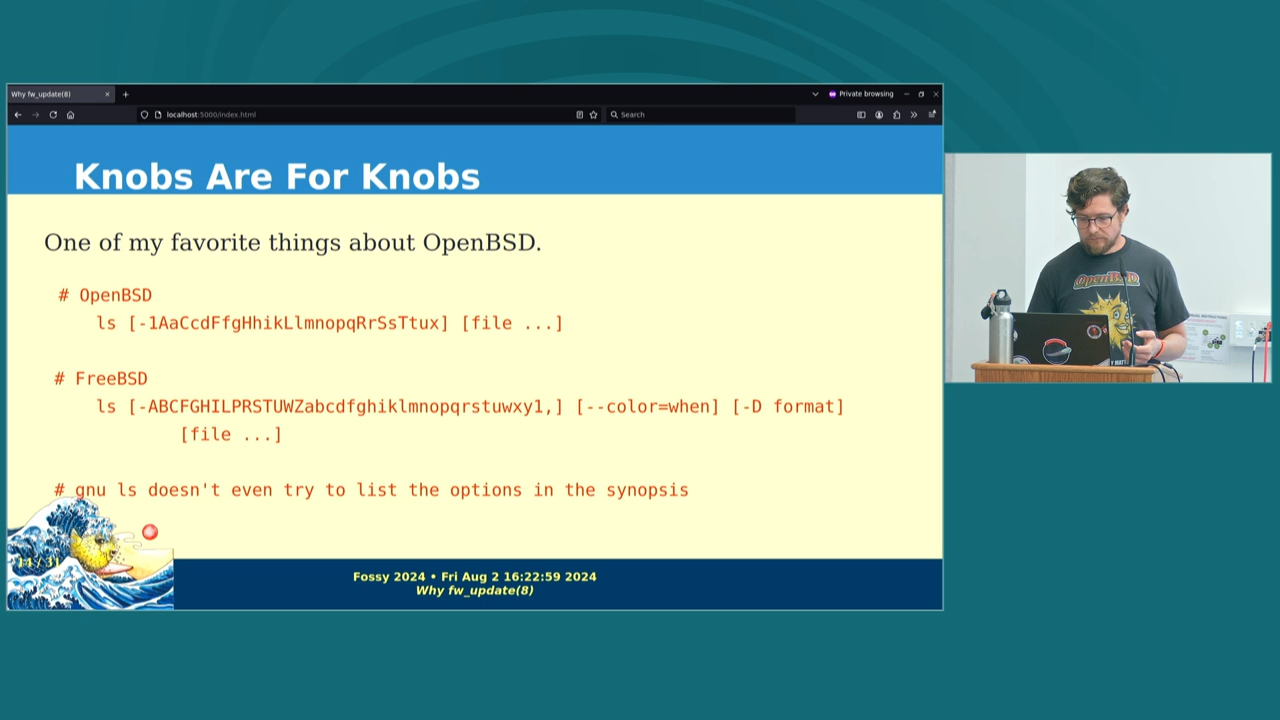 Why fw_update(8)
Private browsing
localhost:5000/index.html
Search
Knobs Are For Knobs
One of my favorite things about OpenBSD.
# OpenBSD
ls [-1AaCcdFfgHhikLlmnopqRrSsTtux] [file ...]
# FreeBSD
ls [-ABCFGHILPRSTUWZabcdfghiklmnopqrstuwxy1,] [--color=when] [-D format]
[file ...]
# gnu ls doesn't even try to list the options in the synopsis
14 / 31
Fossy 2024 • Fri Aug 2 16:22:59 2024
Why fw_update(8)
OpenBSD